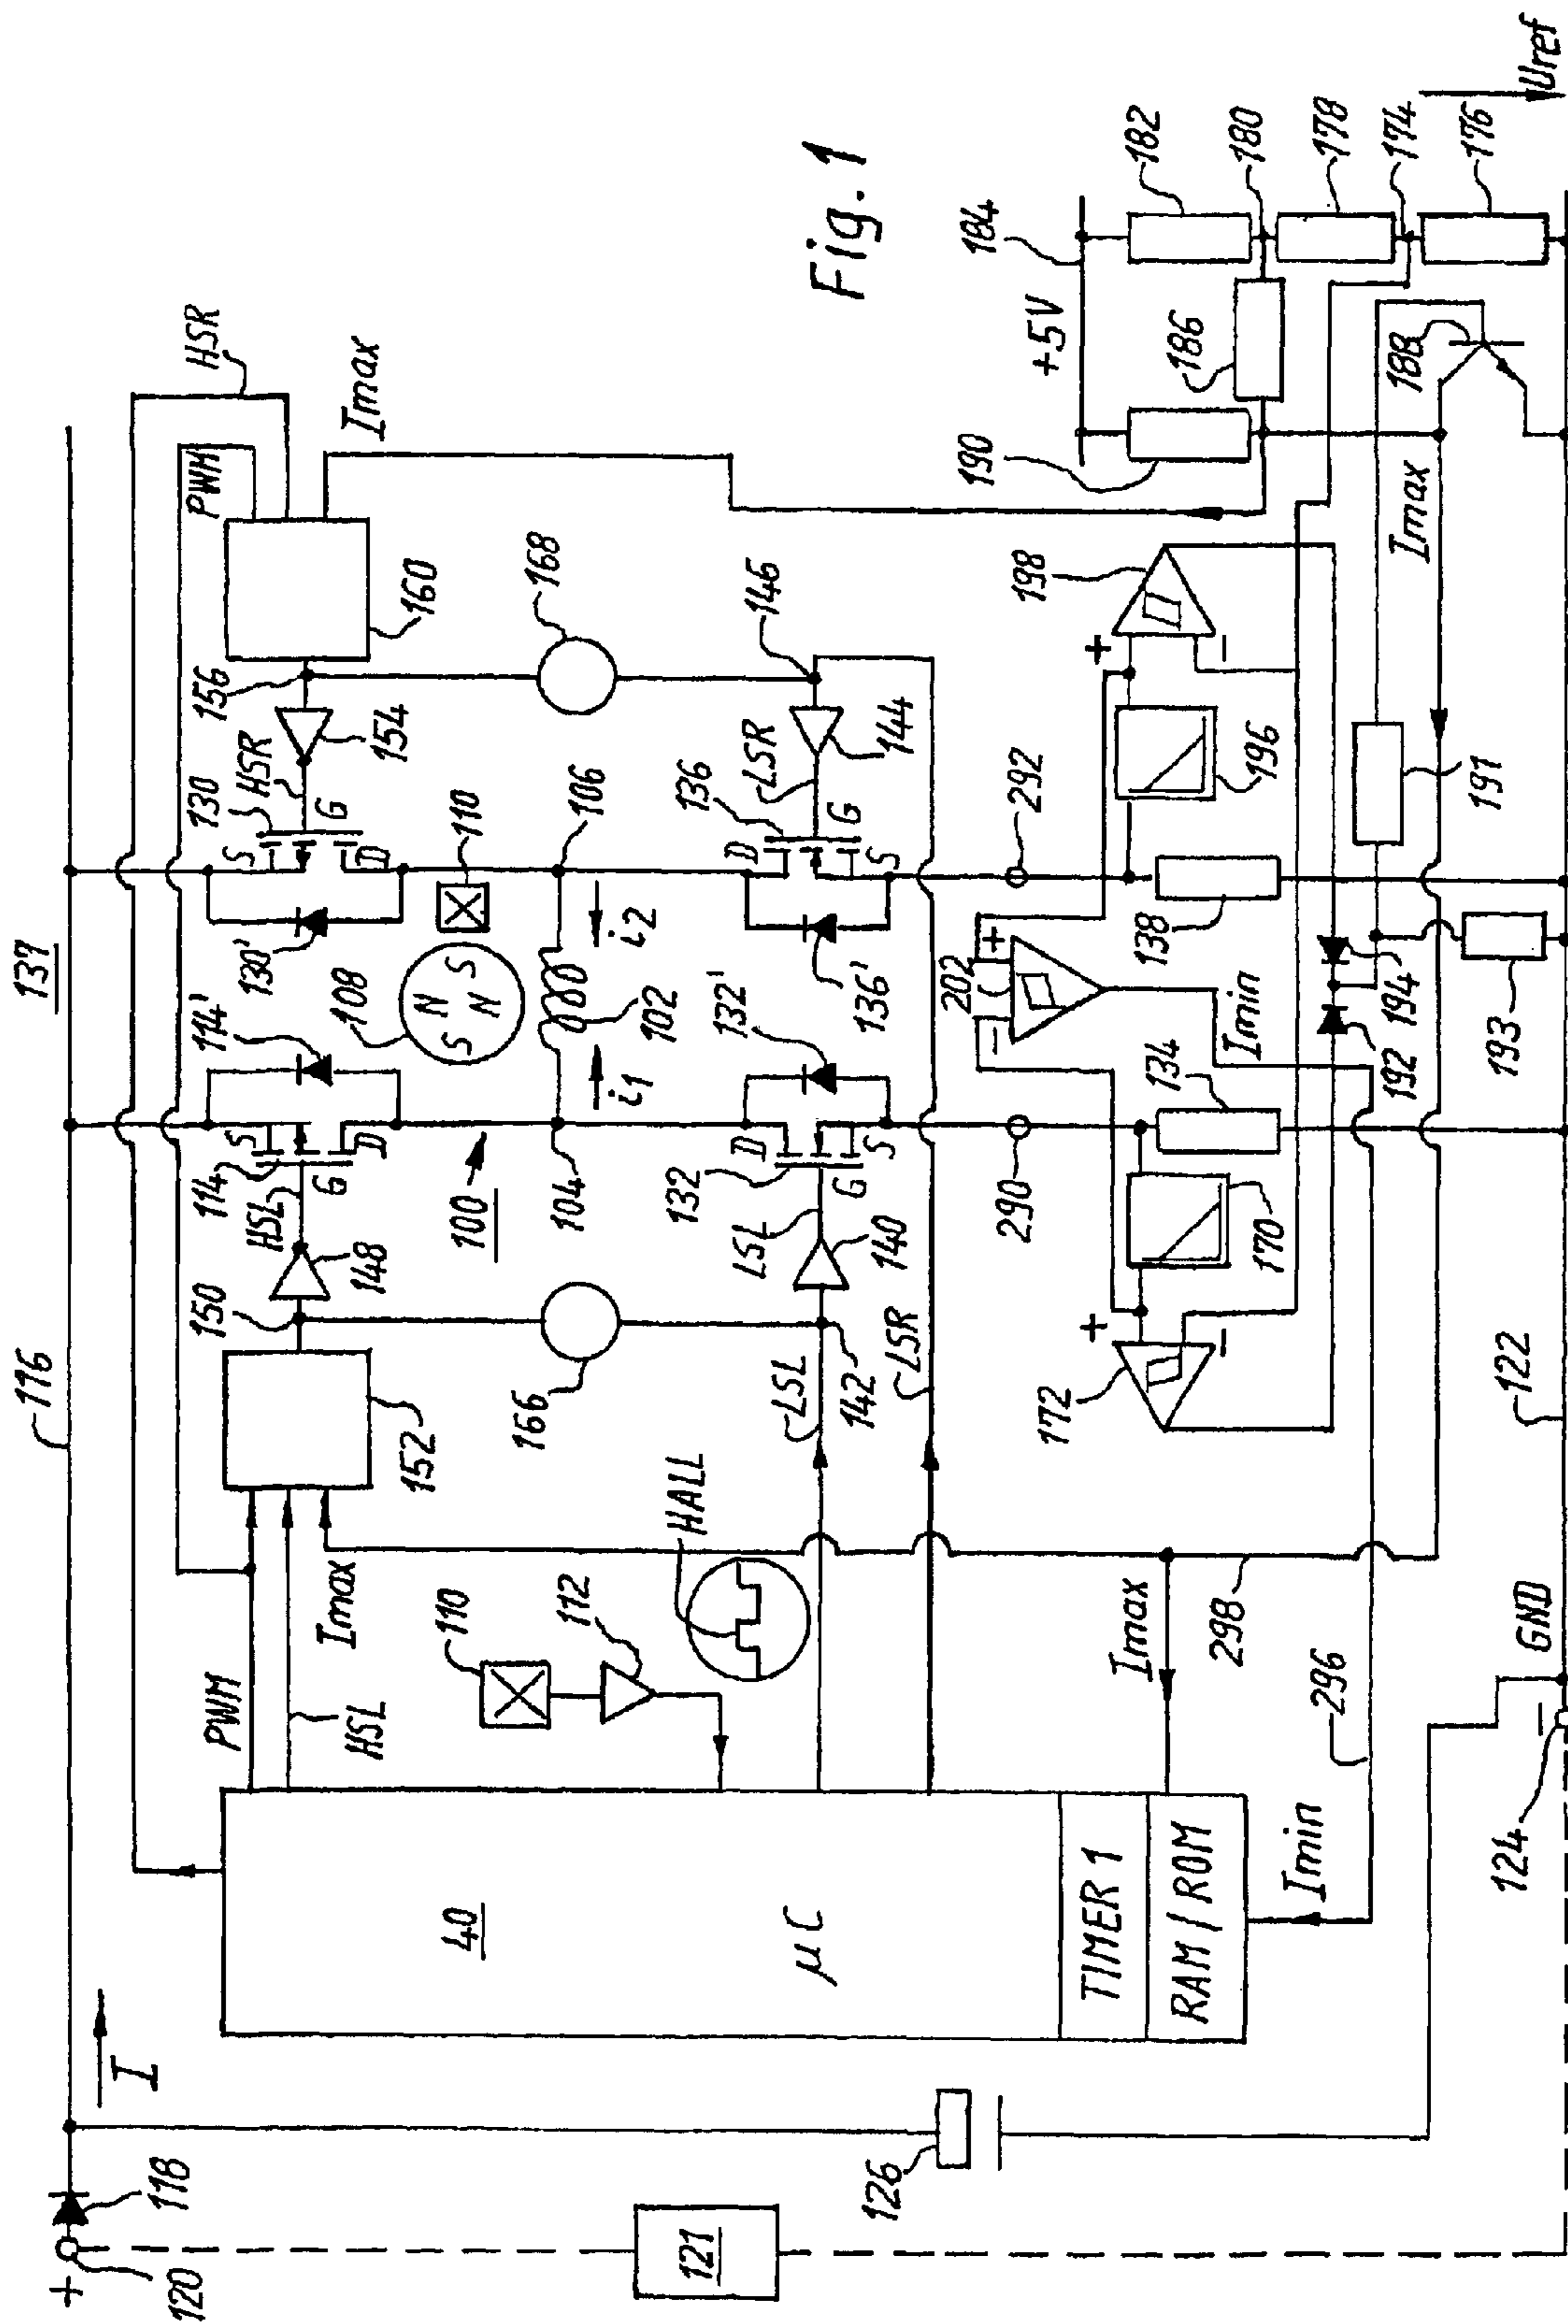 Fig. 1
137
116
HSR
PWM
Imax
160
156
154
HSR
130
S
G
D
130'
168
110
108
S N S
N
114'
114
S
G
D
HSL
148
150
152
PWM
HSL
Imax
I
118
+
120
121
126
40
µC
TIMER 1
RAM / ROM
110
112
HALL
166
100
104
i1
102
i2
106
146
144
LSR
136
D
G
S
136'
132'
132
D
G
S
LSL
140
142
LSL
LSR
290
292
172
+
−
170
134
202
−
+
138
196
198
+
−
Imin
192
194
193
191
Imax
188
190
186
+5V
184
182
180
178
174
176
Uref
Imax
298
296
Imin
GND
122
124
−